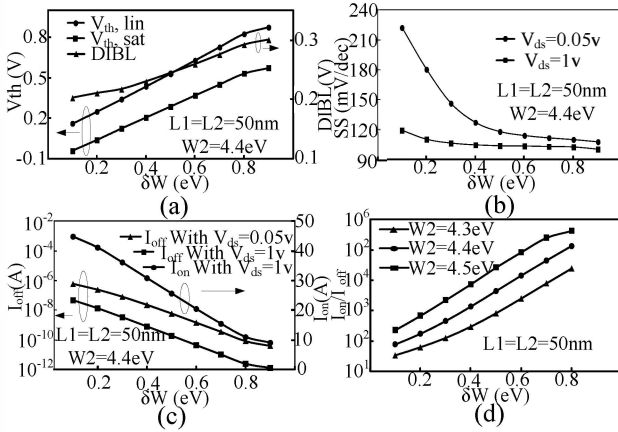 V_th, lin
V_th, sat
DIBL
0.8
0.5
0.2
-0.1
Vth (V)
0.3
0.2
0.1
DIBL(V)
L1=L2=50nm
W2=4.4eV
0.2 0.4 0.6 0.8
δW (eV)
(a)
240
210
180
150
120
90
SS (mV/dec)
V_ds=0.05v
V_ds=1v
L1=L2=50nm
W2=4.4eV
0 0.2 0.4 0.6 0.8
δW (eV)
(b)
10^-2
10^-4
10^-6
10^-8
10^-10
10^-12
I_off(A)
50
40
30
20
10
0
I_on(A)
I_off With V_ds=0.05v
I_off With V_ds=1v
I_on With V_ds=1v
L1=L2=50nm
W2=4.4eV
0.2 0.4 0.6 0.8
δW (eV)
(c)
10^6
10^5
10^4
10^3
10^2
10^1
I_on/I_off
W2=4.3eV
W2=4.4eV
W2=4.5eV
L1=L2=50nm
0.2 0.4 0.6 0.8
δW (eV)
(d)